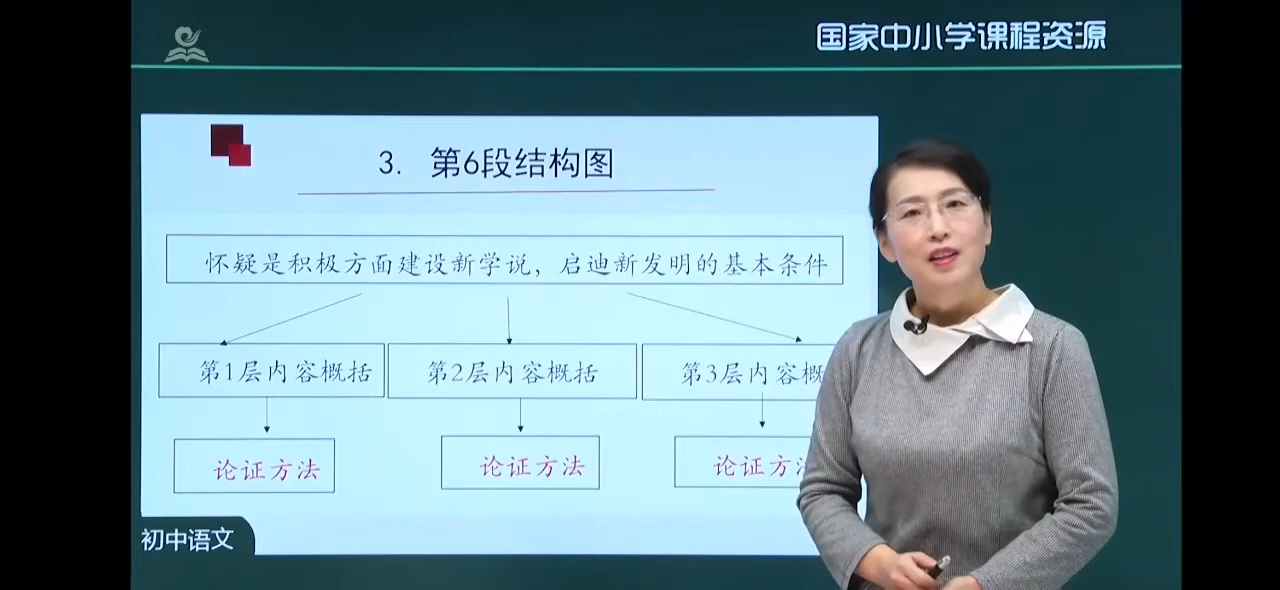 国家中小学课程资源
3. 第6段结构图
怀疑是积极方面建设新学说，启迪新发明的基本条件
第1层内容概括
第2层内容概括
第3层内容概
论证方法
论证方法
论证方
初中语文